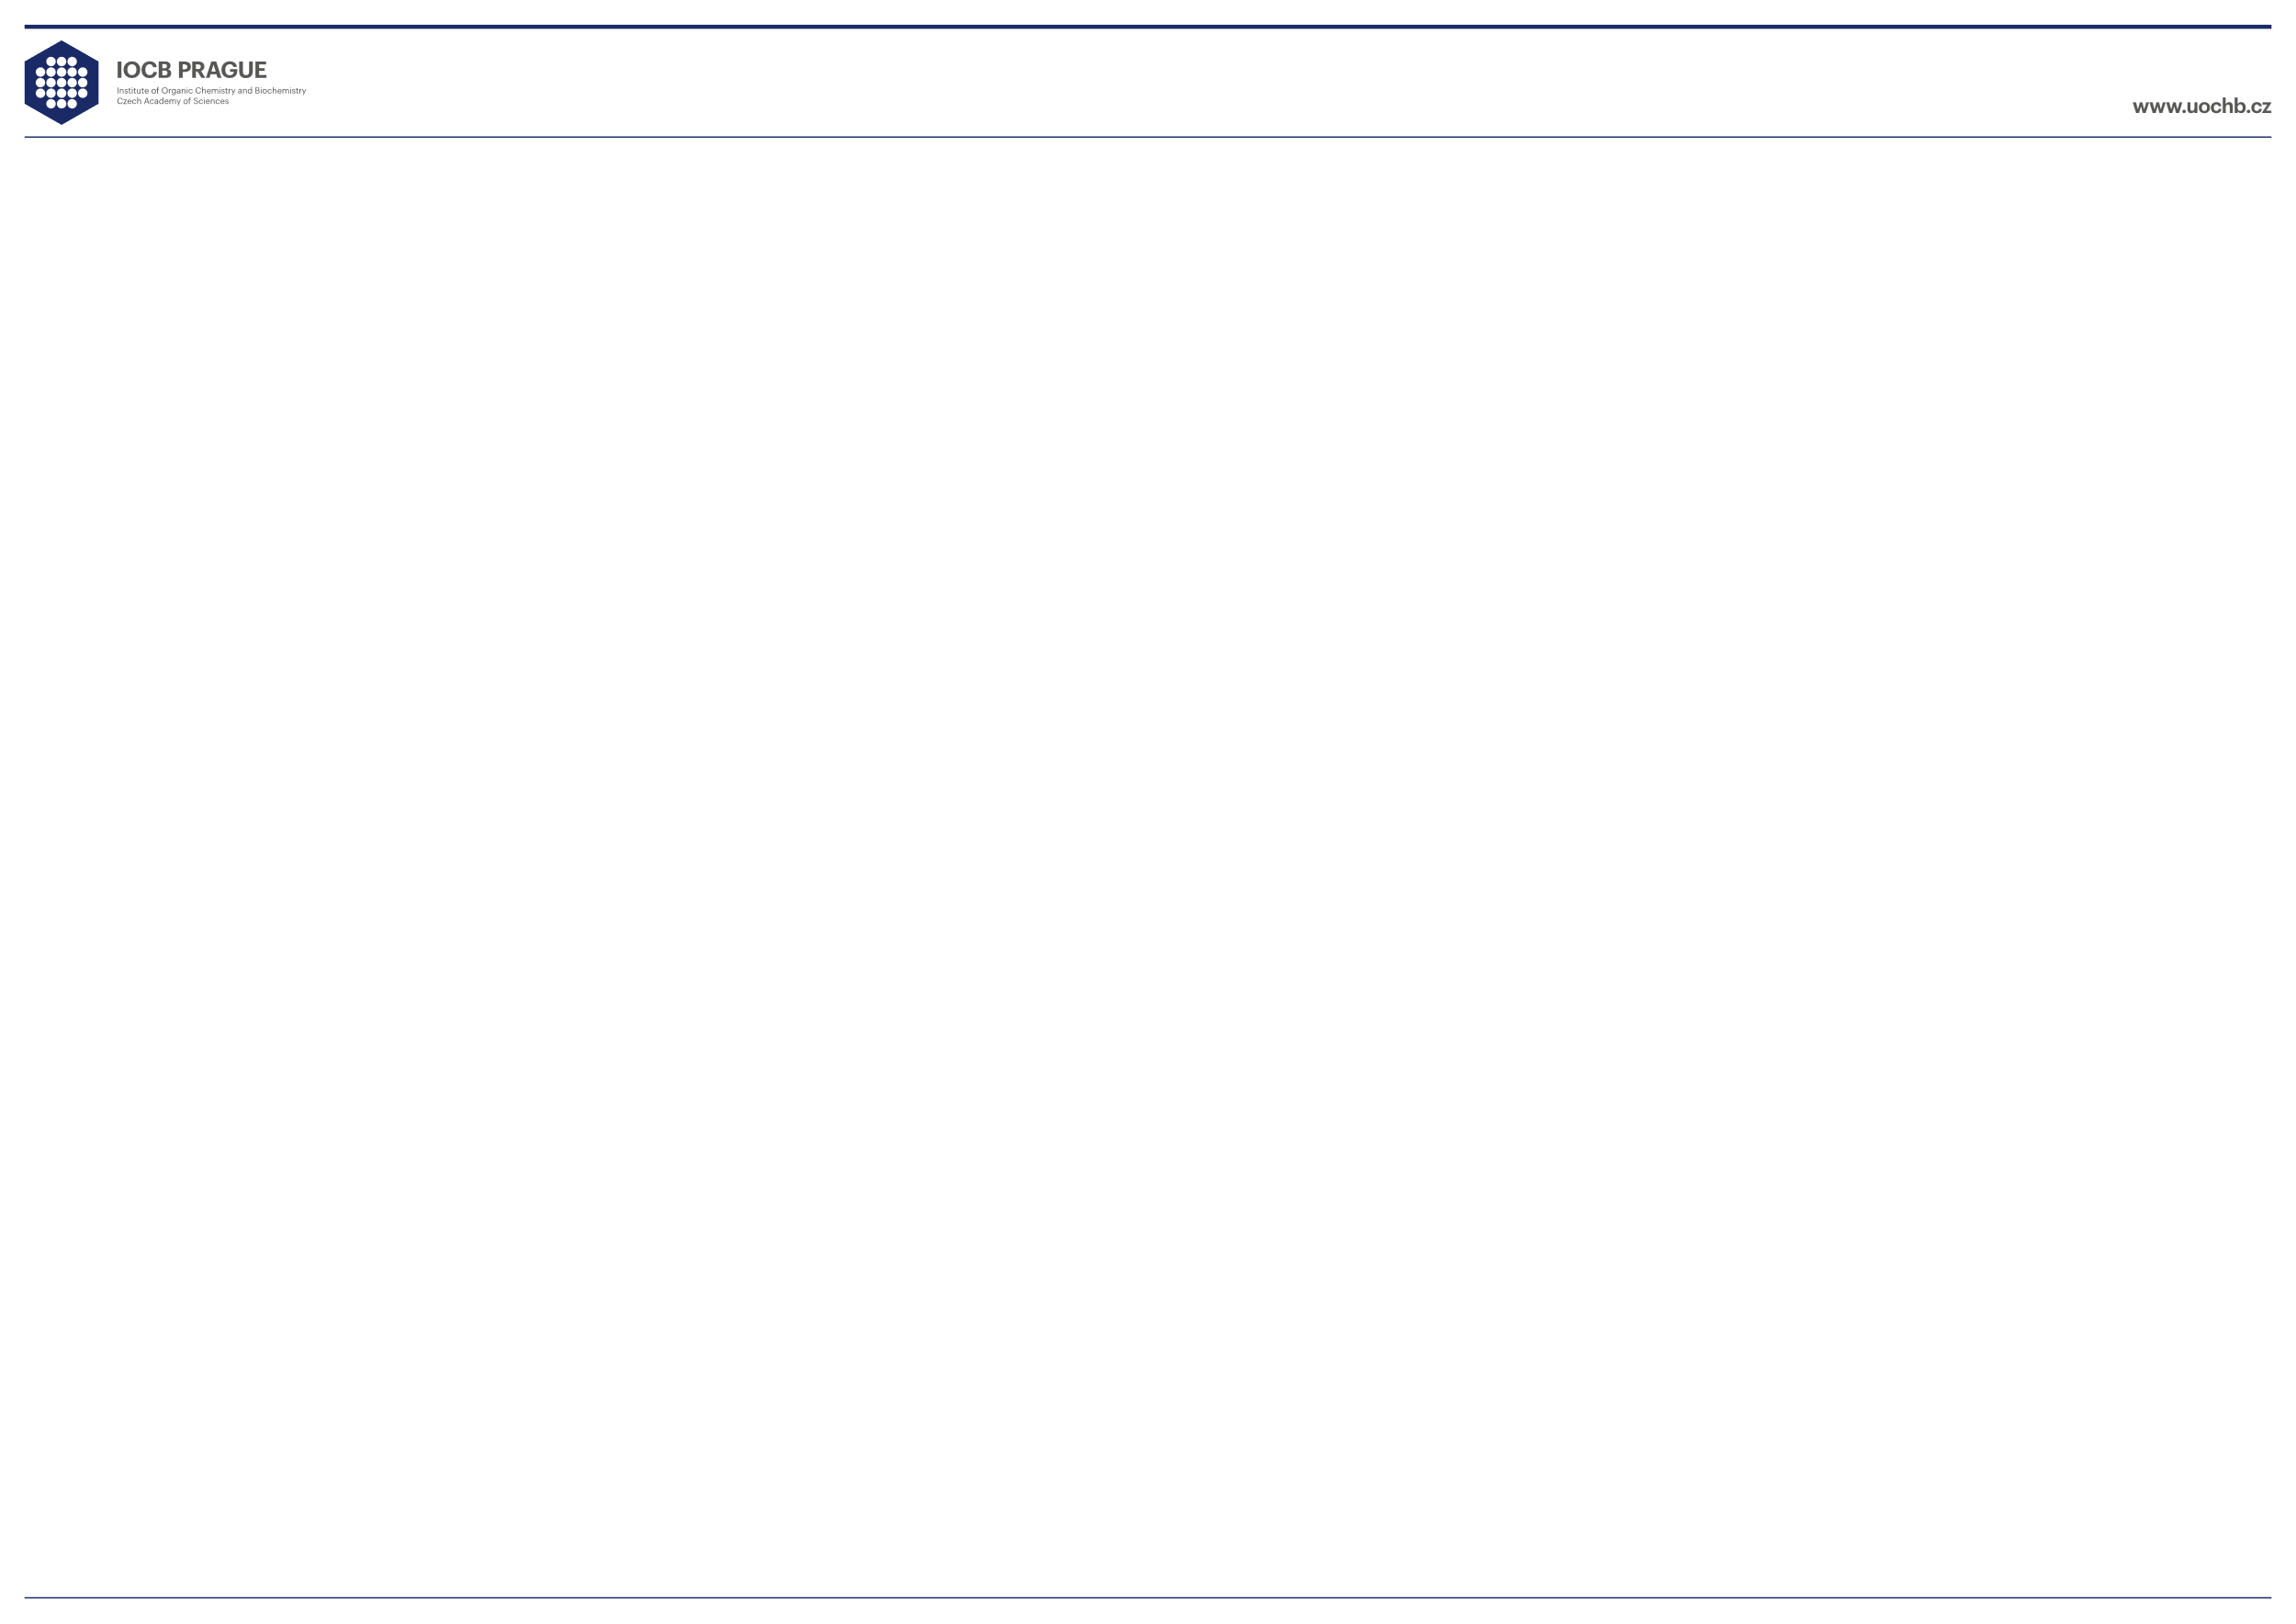 IOCB PRAGUE
Institute of Organic Chemistry and Biochemistry
Czech Academy of Sciences
www.uochb.cz